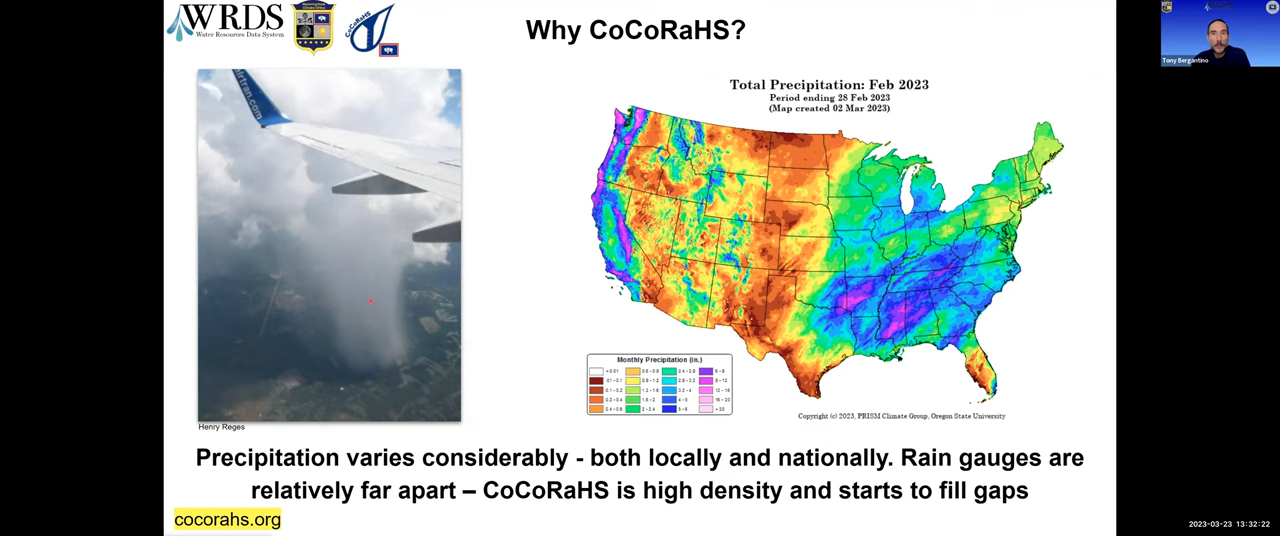 WRDS
Water Resources Data System
CoCoRaHS
Why CoCoRaHS?
Tony Bergantino
airtran.com
Henry Reges
Total Precipitation: Feb 2023
Period ending 28 Feb 2023
(Map created 02 Mar 2023)
Monthly Precipitation (in.)
Copyright (c) 2023, PRISM Climate Group, Oregon State University
Precipitation varies considerably - both locally and nationally. Rain gauges are
relatively far apart – CoCoRaHS is high density and starts to fill gaps
cocorahs.org
2023-03-23 13:32:22